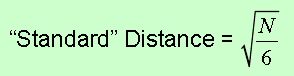 “Standard” Distance = √(N/6)